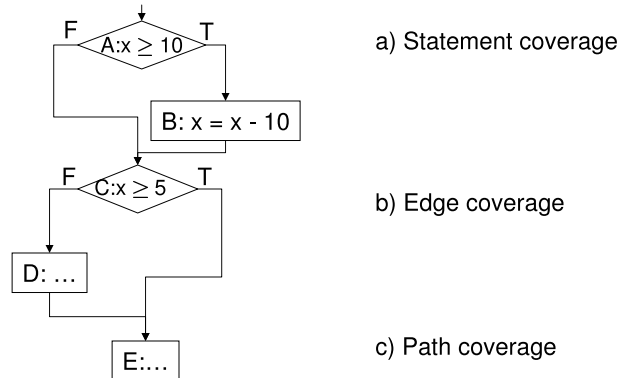 F
A:x ≥ 10
T
a) Statement coverage
B: x = x - 10
F
C:x ≥ 5
T
b) Edge coverage
D: ...
E:...
c) Path coverage